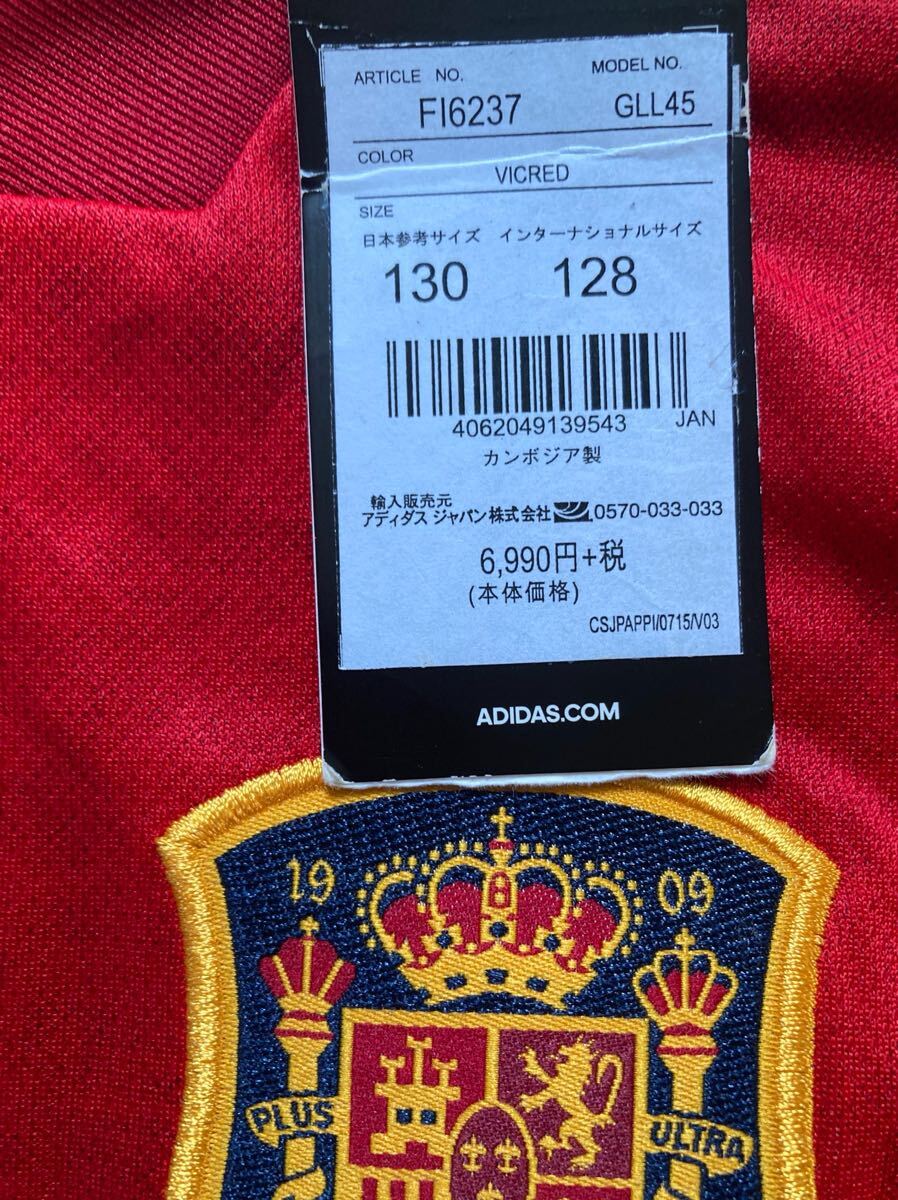 ARTICLE NO. MODEL NO.
FI6237 GLL45
COLOR
VICRED
SIZE
日本参考サイズ インターナショナルサイズ
130 128
4062049139543 JAN
カンボジア製
輸入販売元
アディダス ジャパン株式会社 0570-033-033
6,990円+税
(本体価格)
CSJPAPPI/0715/V03
ADIDAS.COM
19 09
PLUS ULTRA